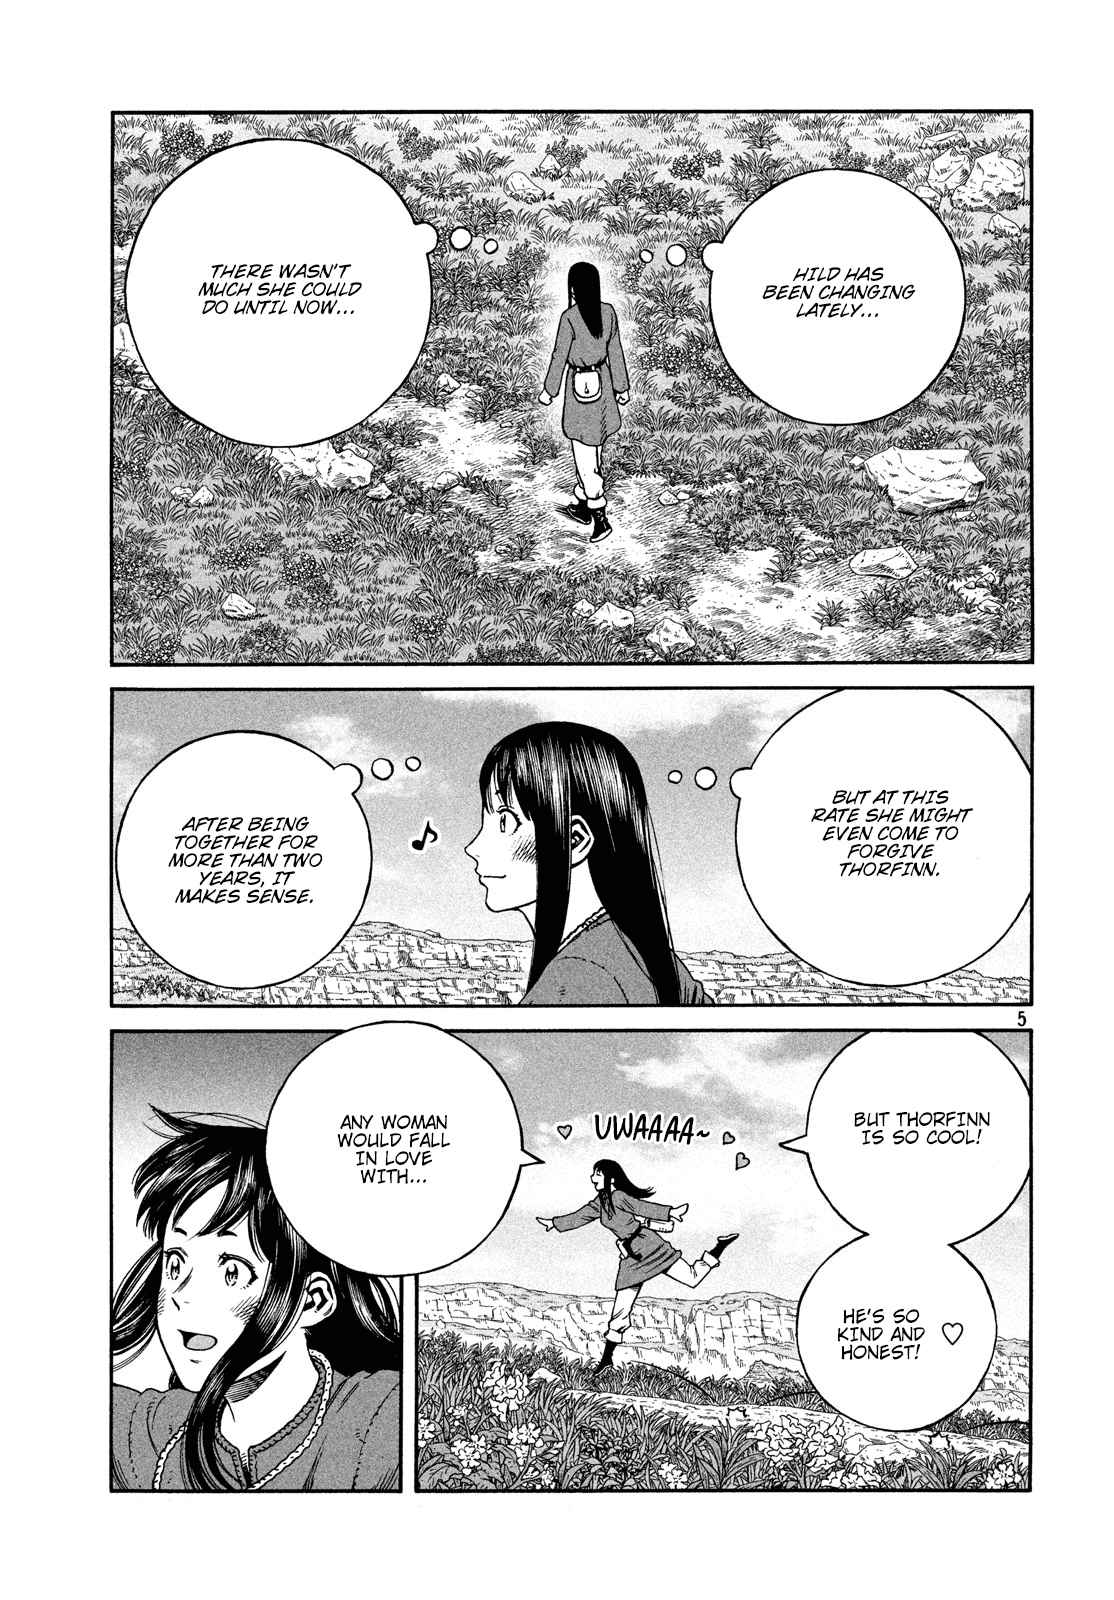 HILD HAS
BEEN CHANGING
LATELY...
THERE WASN'T
MUCH SHE COULD
DO UNTIL NOW...
BUT AT THIS
RATE SHE MIGHT
EVEN COME TO
FORGIVE
THORFINN.
AFTER BEING
TOGETHER FOR
MORE THAN TWO
YEARS, IT
MAKES SENSE.
5
BUT THORFINN
IS SO COOL!
HE'S SO
KIND AND
HONEST!
UWAAAA~
ANY WOMAN
WOULD FALL
IN LOVE
WITH...